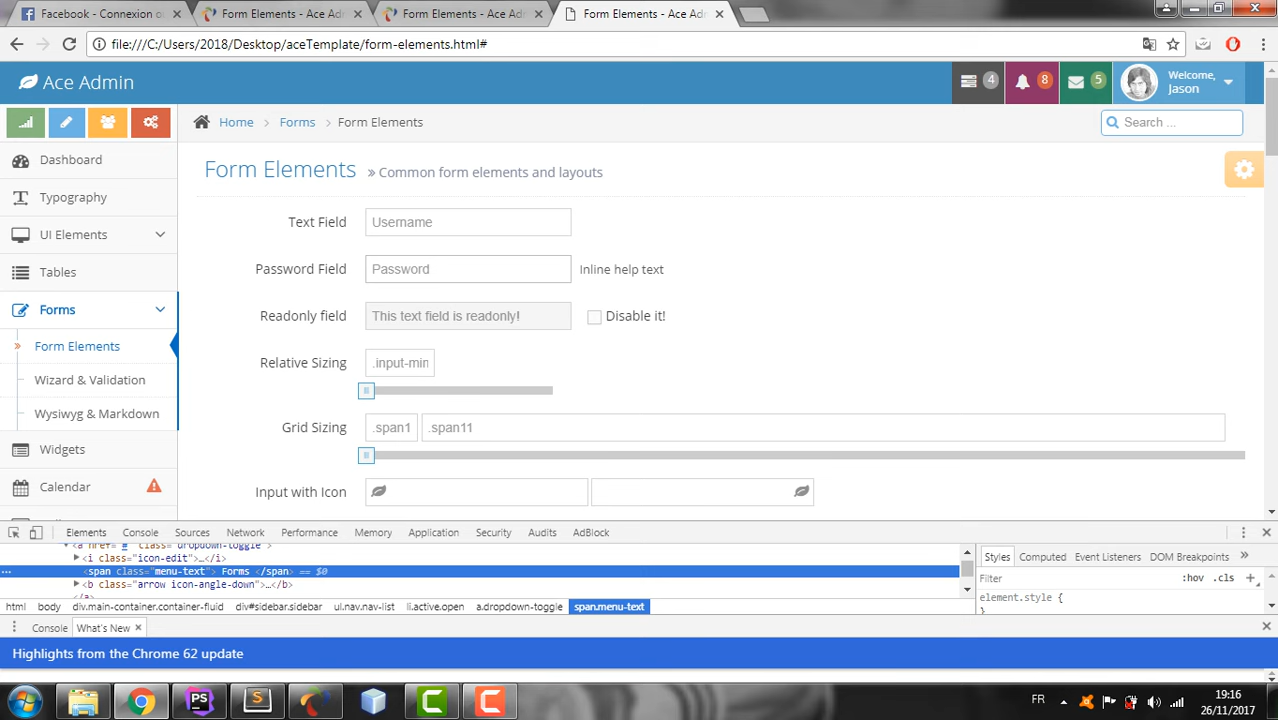 Facebook - Connexion ou
Form Elements - Ace Ad
Form Elements - Ace Ad
Form Elements - Ace Adm
file:///C:/Users/2018/Desktop/aceTemplate/form-elements.html#
Ace Admin
4
8
5
Welcome,
Jason
Home
Forms
Form Elements
Search ...
Dashboard
Typography
UI Elements
Tables
Forms
Form Elements
Wizard & Validation
Wysiwyg & Markdown
Widgets
Calendar
Form Elements » Common form elements and layouts
Text Field
Username
Password Field
Password
Inline help text
Readonly field
This text field is readonly!
Disable it!
Relative Sizing
.input-min
Grid Sizing
.span1
.span11
Input with Icon
Elements Console Sources Network Performance Memory Application Security Audits AdBlock
<a href="#" class="dropdown-toggle">
<i class="icon-edit">…</i>
<span class="menu-text"> Forms </span> == $0
<b class="arrow icon-angle-down">…</b>
html body div.main-container.container-fluid div#sidebar.sidebar ul.nav.nav-list li.active.open a.dropdown-toggle span.menu-text
Styles Computed Event Listeners DOM Breakpoints »
Filter :hov .cls +
element.style {
}
Console What's New ×
Highlights from the Chrome 62 update
PS
S
C
C
FR
19:16
26/11/2017